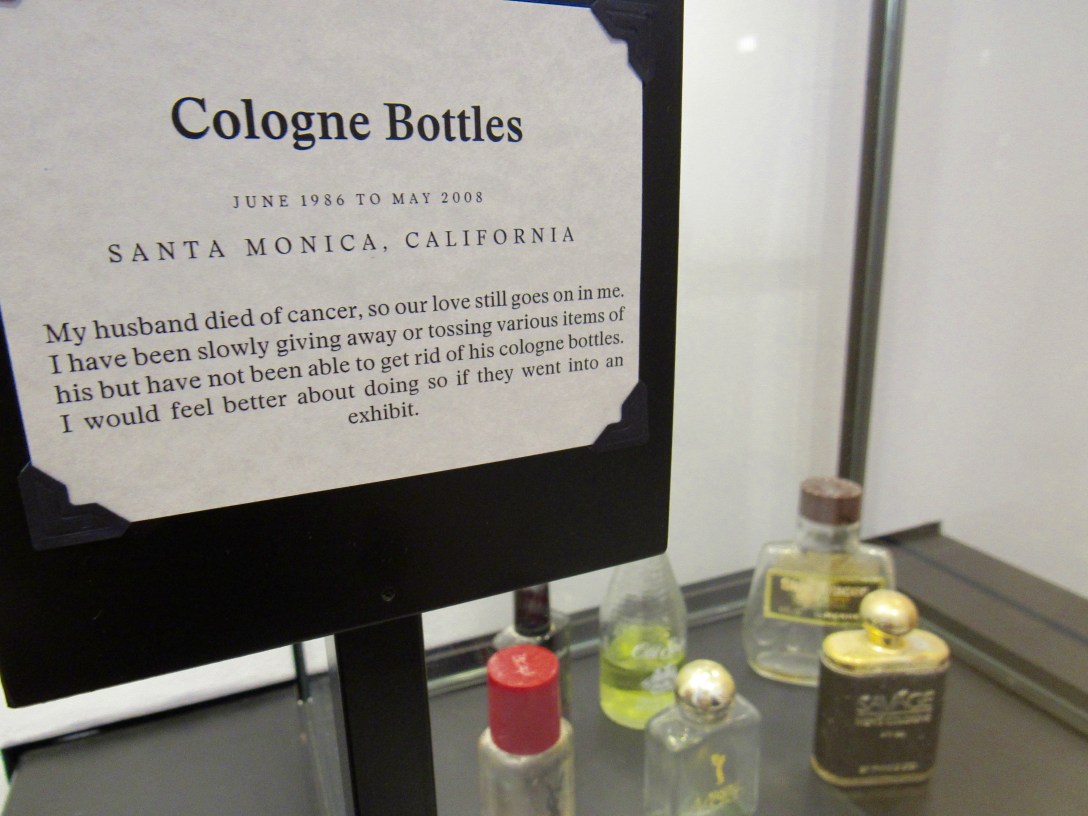 Cologne Bottles
JUNE 1986 TO MAY 2008
SANTA MONICA, CALIFORNIA
My husband died of cancer, so our love still goes on in me.
I have been slowly giving away or tossing various items of
his but have not been able to get rid of his cologne bottles.
I would feel better about doing so if they went into an
exhibit.